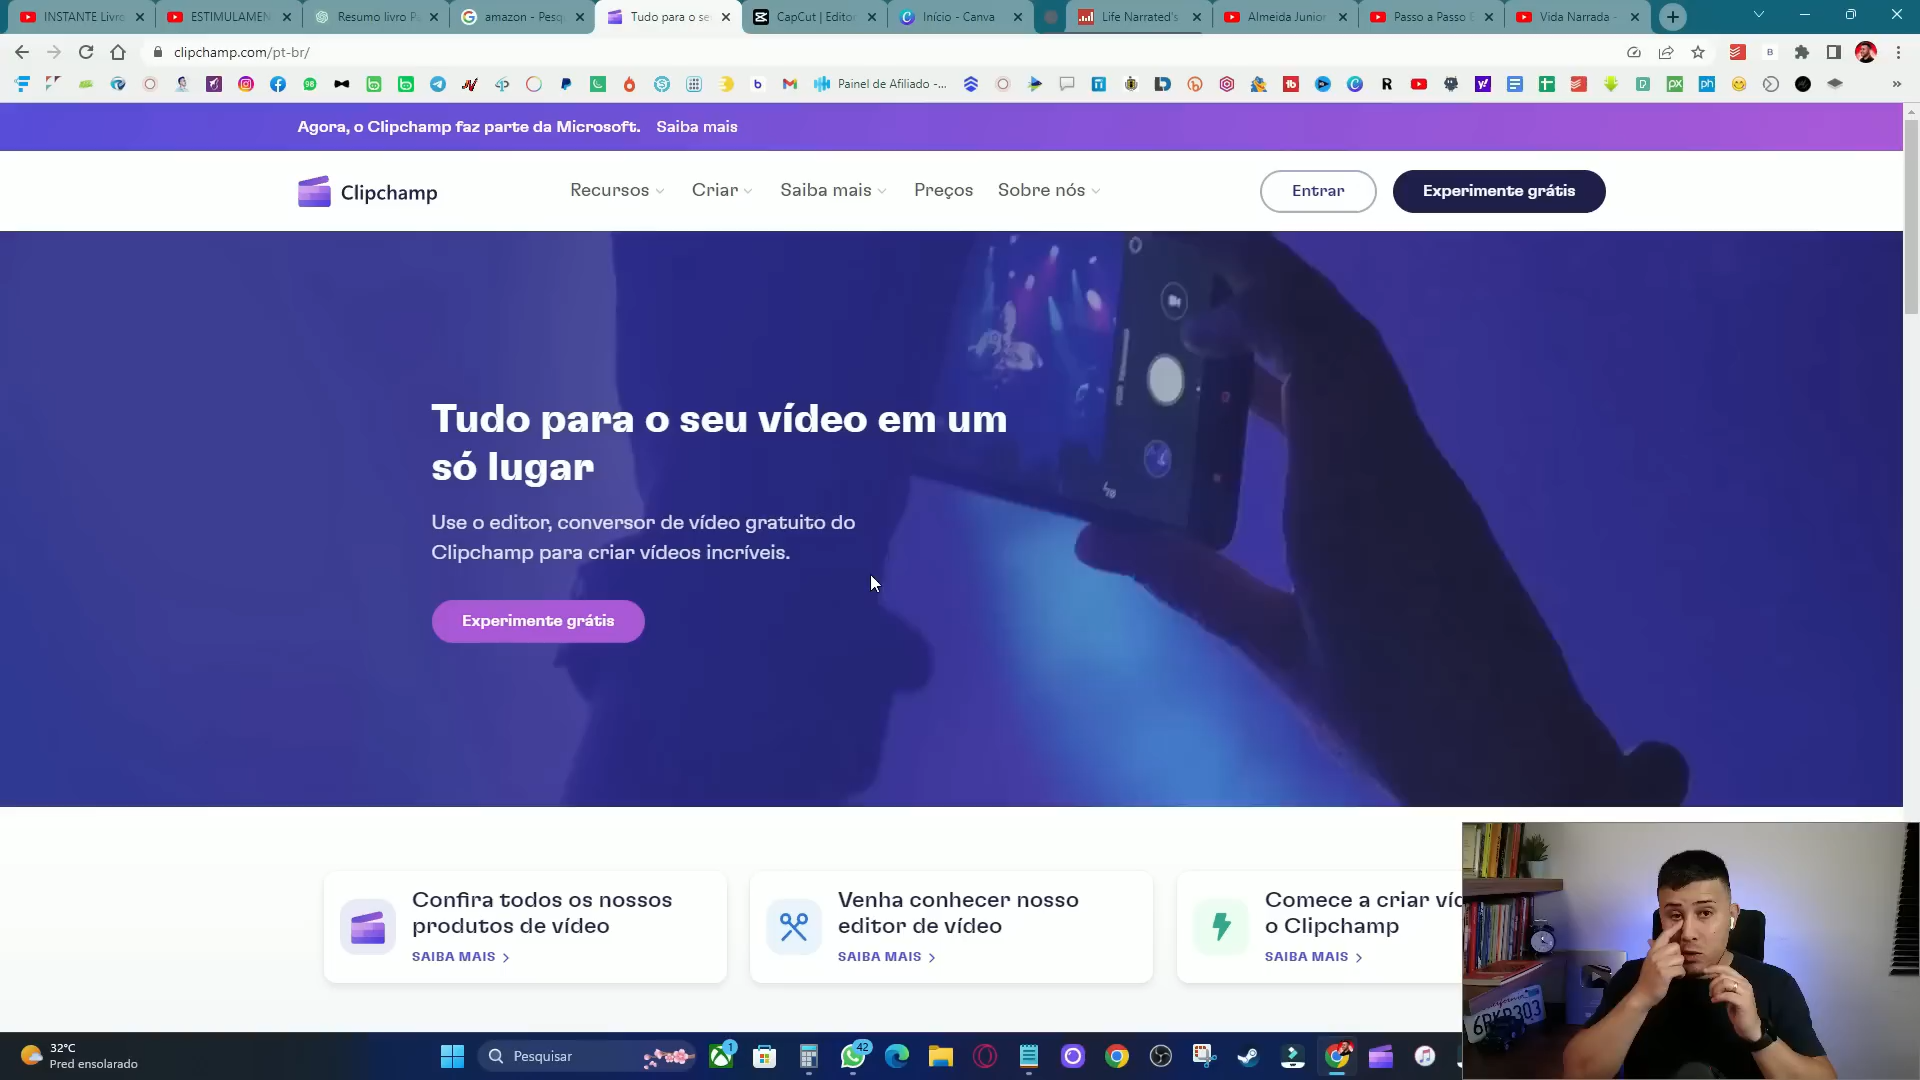 INSTANTE Livro
ESTIMULAMEN
Resumo livro P
amazon - Pesq
Tudo para o se
CapCut | Edito
Início - Canva
Life Narrated's
Almeida Junior
Passo a Passo
Vida Narrada -
clipchamp.com/pt-br/
Painel de Afiliado -...
Agora, o Clipchamp faz parte da Microsoft. Saiba mais
Clipchamp
Recursos
Criar
Saiba mais
Preços
Sobre nós
Entrar
Experimente grátis
Tudo para o seu vídeo em um
só lugar
Use o editor, conversor de vídeo gratuito do
Clipchamp para criar vídeos incríveis.
Experimente grátis
Confira todos os nossos
produtos de vídeo
SAIBA MAIS
Venha conhecer nosso
editor de vídeo
SAIBA MAIS
Comece a criar víd
o Clipchamp
SAIBA MAIS
32°C
Pred ensolarado
Pesquisar
1
42